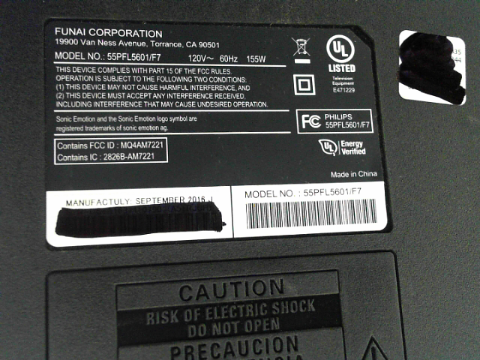 FUNAI CORPORATION
19900 Van Ness Avenue, Torrance, CA 90501
MODEL NO. : 55PFL5601/F7 120V~ 60Hz 155W
THIS DEVICE COMPLIES WITH PART 15 OF THE FCC RULES.
OPERATION IS SUBJECT TO THE FOLLOWING TWO CONDITIONS:
(1) THIS DEVICE MAY NOT CAUSE HARMFUL INTERFERENCE, AND
(2) THIS DEVICE MUST ACCEPT ANY INTERFERENCE RECEIVED,
INCLUDING INTERFERENCE THAT MAY CAUSE UNDESIRED OPERATION.
Sonic Emotion and the Sonic Emotion logo symbol are
registered trademarks of sonic emotion ag.
Contains FCC ID : MQ4AM7221
Contains IC : 2826B-AM7221
UL
LISTED
Television
Equipment
E471229
FC PHILIPS
55PFL5601/F7
UL Energy
Verified
Made in China
MANUFACTULY SEPTEMBER 2016
MODEL NO. : 55PFL5601/F7
CAUTION
RISK OF ELECTRIC SHOCK
DO NOT OPEN
PRECAUCION